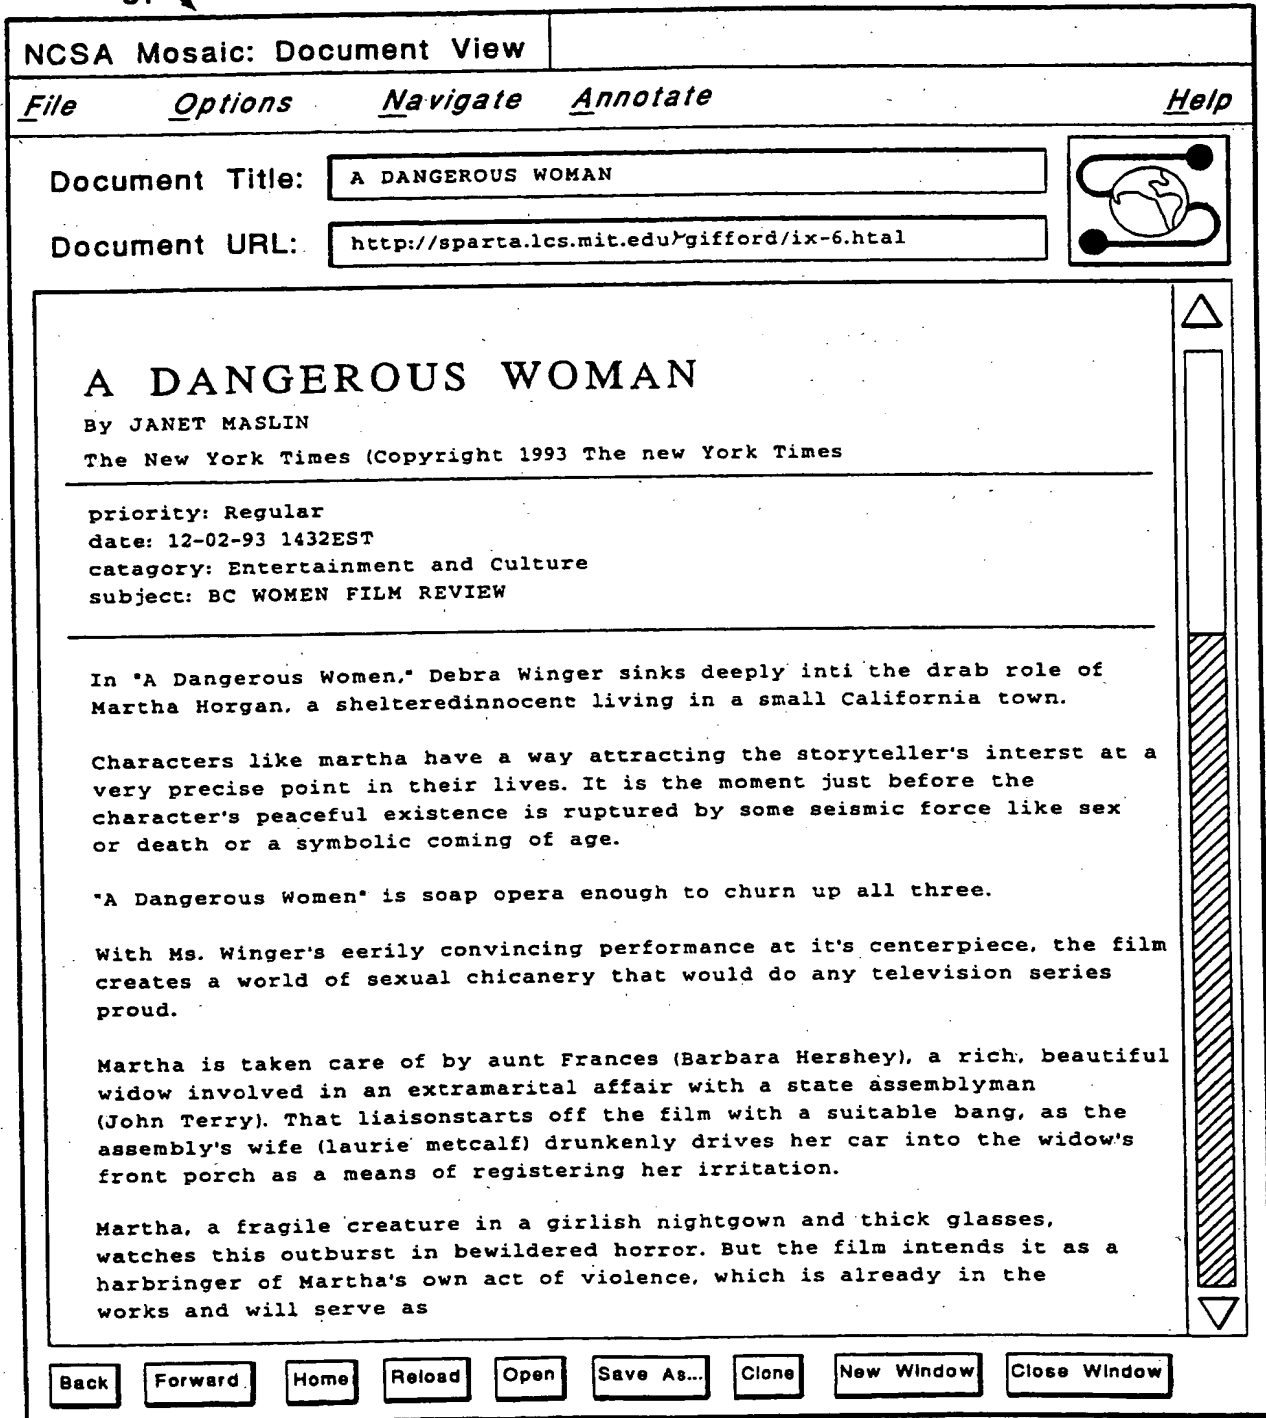 NCSA Mosaic: Document View
File Options Navigate Annotate Help
Document Title: A DANGEROUS WOMAN
Document URL: http://sparta.lcs.mit.edu/~gifford/ix-6.htal
A DANGEROUS WOMAN
By JANET MASLIN
The New York Times (Copyright 1993 The new York Times
priority: Regular
date: 12-02-93 1432EST
catagory: Entertainment and Culture
subject: BC WOMEN FILM REVIEW
In "A Dangerous Women," Debra Winger sinks deeply inti the drab role of
Martha Horgan, a shelteredinnocent living in a small California town.
Characters like martha have a way attracting the storyteller's interst at a
very precise point in their lives. It is the moment just before the
character's peaceful existence is ruptured by some seismic force like sex
or death or a symbolic coming of age.
"A Dangerous Women" is soap opera enough to churn up all three.
With Ms. Winger's eerily convincing performance at it's centerpiece, the film
creates a world of sexual chicanery that would do any television series
proud.
Martha is taken care of by aunt Frances (Barbara Hershey), a rich, beautiful
widow involved in an extramarital affair with a state assemblyman
(John Terry). That liaisonstarts off the film with a suitable bang, as the
assembly's wife (laurie metcalf) drunkenly drives her car into the widow's
front porch as a means of registering her irritation.
Martha, a fragile creature in a girlish nightgown and thick glasses,
watches this outburst in bewildered horror. But the film intends it as a
harbringer of Martha's own act of violence, which is already in the
works and will serve as
Back Forward Home Reload Open Save As... Clone New Window Close Window